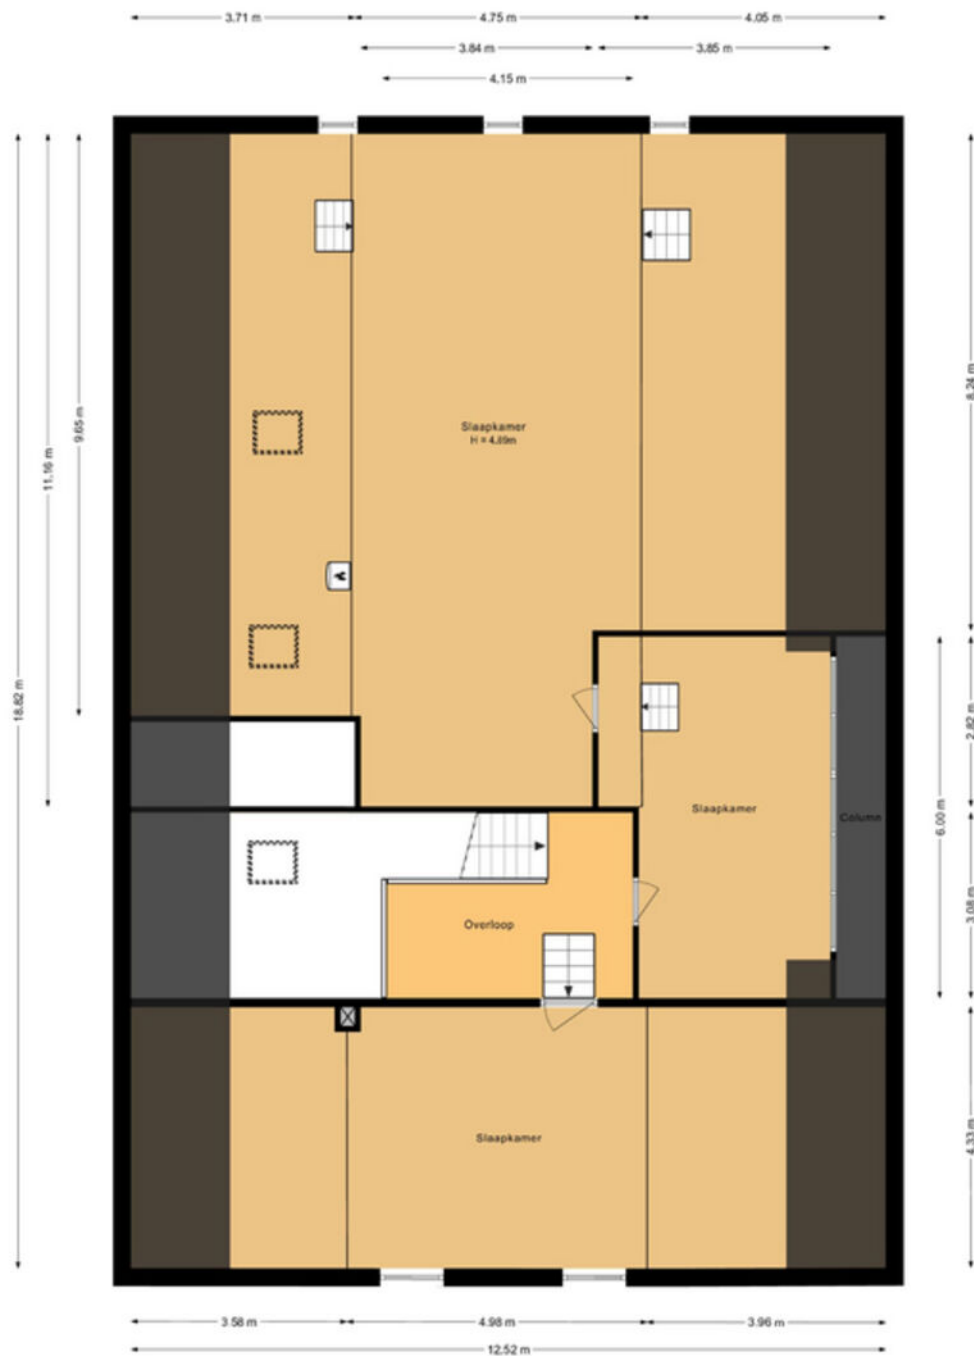 3.71 m 4.75 m 4.05 m
3.84 m 3.85 m
4.15 m
8.24 m
9.65 m
11.16 m
18.82 m
Slaapkamer
H = 4.89m
2.82 m
6.00 m
Slaapkamer
Column
3.08 m
Overloop
4.33 m
Slaapkamer
3.58 m 4.98 m 3.96 m
12.52 m